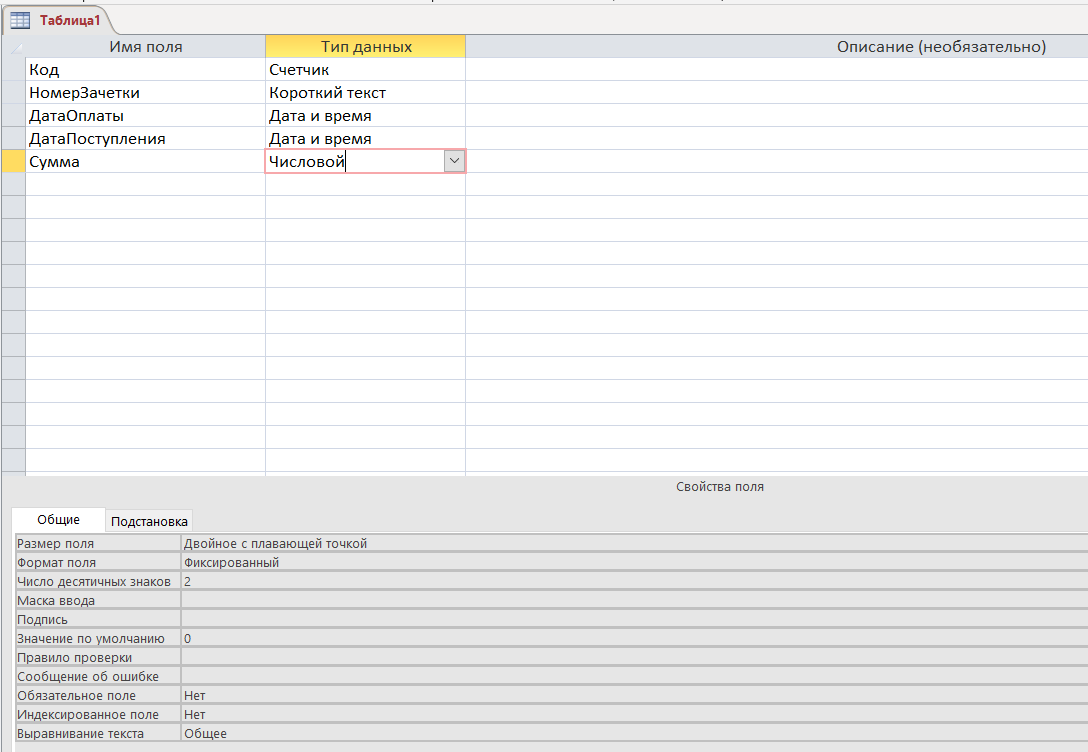 Таблица1
Имя поля Тип данных Описание (необязательно)
Код Счетчик
НомерЗачетки Короткий текст
ДатаОплаты Дата и время
ДатаПоступления Дата и время
Сумма Числовой
Свойства поля
Общие Подстановка
Размер поля Двойное с плавающей точкой
Формат поля Фиксированный
Число десятичных знаков 2
Маска ввода
Подпись
Значение по умолчанию 0
Правило проверки
Сообщение об ошибке
Обязательное поле Нет
Индексированное поле Нет
Выравнивание текста Общее